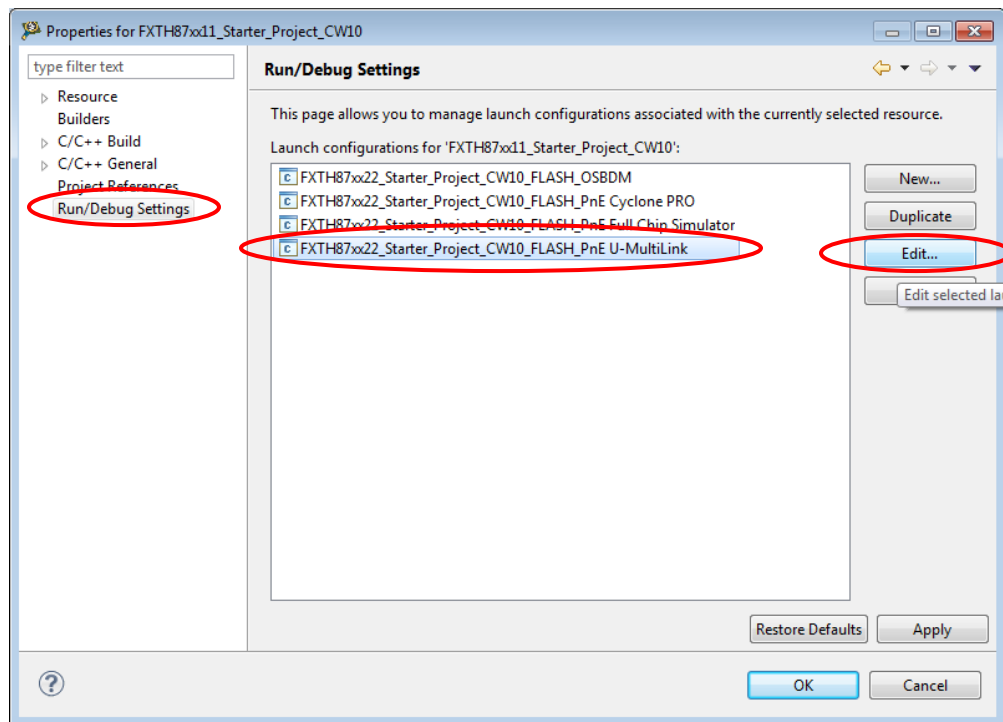 Properties for FXTH87xx11_Starter_Project_CW10
type filter text
Run/Debug Settings
Resource
Builders
C/C++ Build
C/C++ General
Project References
Run/Debug Settings
This page allows you to manage launch configurations associated with the currently selected resource.
Launch configurations for 'FXTH87xx11_Starter_Project_CW10':
FXTH87xx22_Starter_Project_CW10_FLASH_OSBDM
FXTH87xx22_Starter_Project_CW10_FLASH_PnE Cyclone PRO
FXTH87xx22_Starter_Project_CW10_FLASH_PnE Full Chip Simulator
FXTH87xx22_Starter_Project_CW10_FLASH_PnE U-MultiLink
New...
Duplicate
Edit...
Edit selected
Restore Defaults
Apply
OK
Cancel